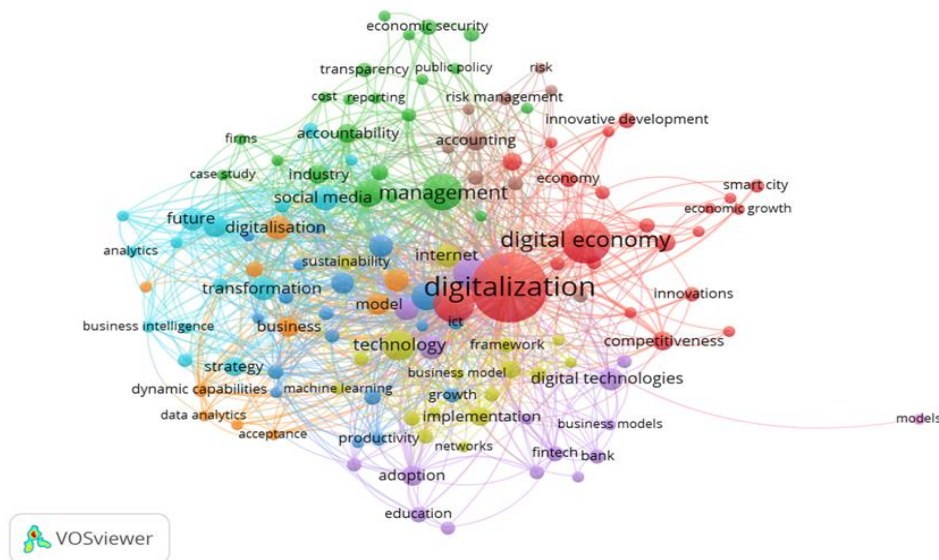 economic security
transparency
public policy
risk
cost
reporting
risk management
innovative development
firms
accountability
accounting
case study
industry
economy
smart city
social media
management
economic growth
future
digitalisation
digital economy
analytics
sustainability
internet
transformation
digitalization
innovations
model
business intelligence
business
ict
technology
framework
competitiveness
strategy
business model
digital technologies
dynamic capabilities
machine learning
growth
data analytics
implementation
models
acceptance
productivity
networks
business models
fintech
bank
adoption
education
VOSviewer